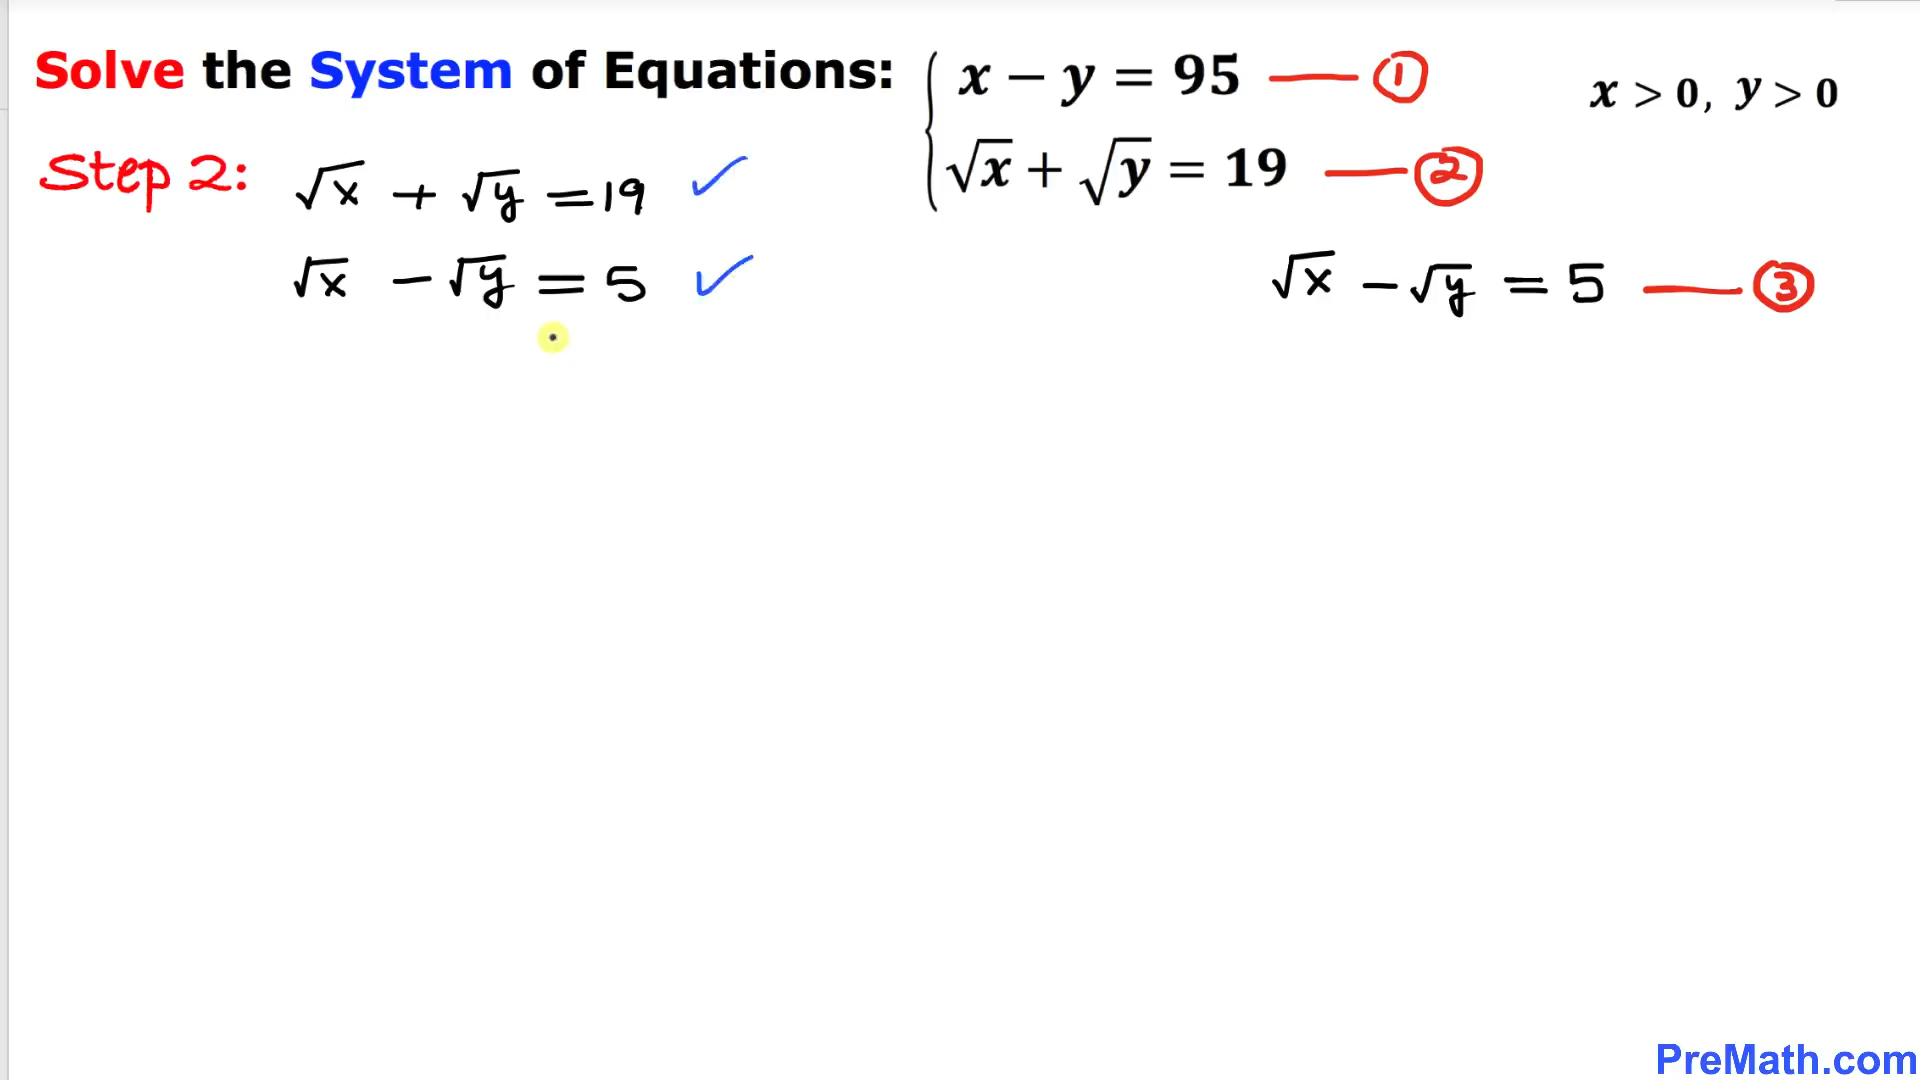 Solve the System of Equations:
x − y = 95 — ①
x > 0, y > 0
√x + √y = 19 — ②
Step 2:
√x + √y = 19 ✓
√x − √y = 5 ✓
√x − √y = 5 — ③
PreMath.com